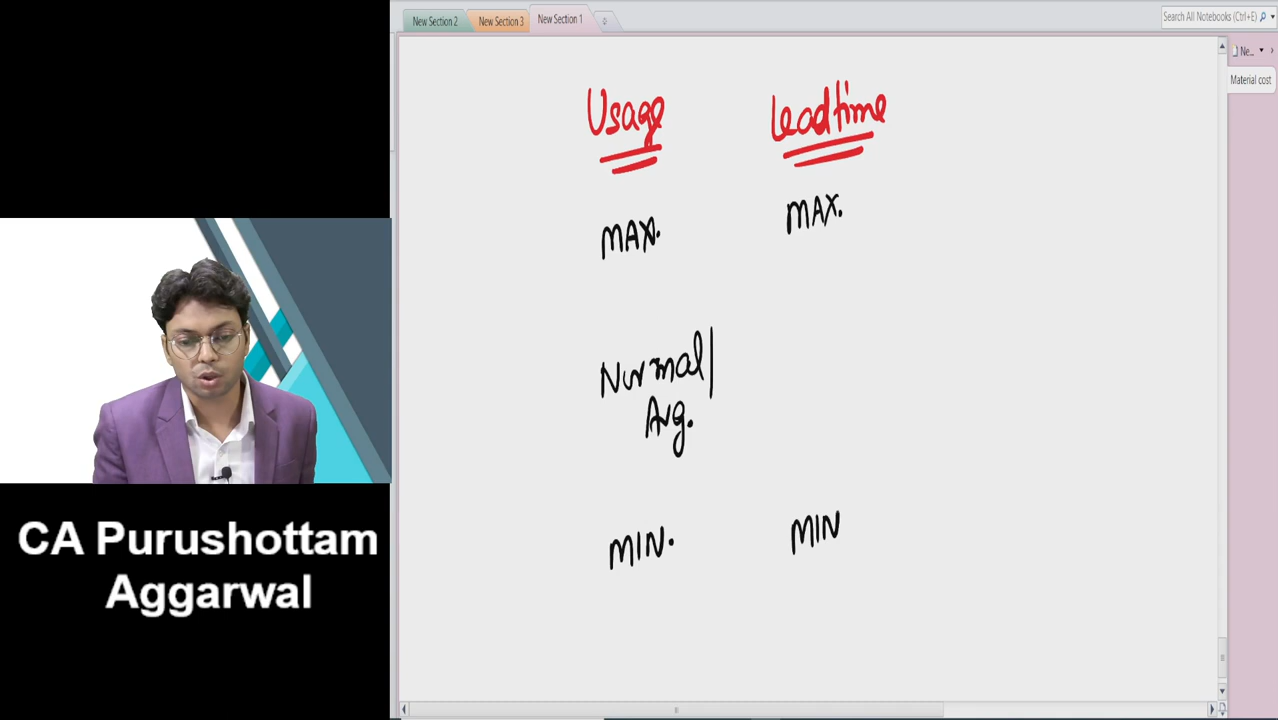 New Section 2 New Section 3 New Section 1
Search All Notebooks (Ctrl+E)
Ne...
Material cost
Usage Leadtime
MAX. MAX.
Normal|
Avg.
MIN. MIN
CA Purushottam
Aggarwal